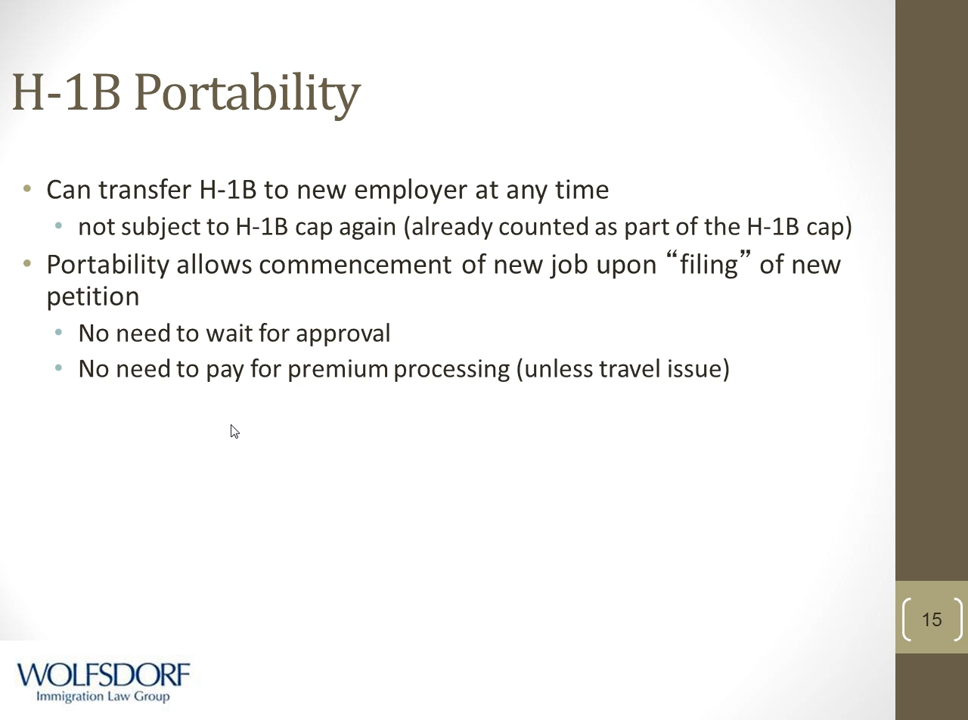 H-1B Portability
• Can transfer H-1B to new employer at any time
• not subject to H-1B cap again (already counted as part of the H-1B cap)
• Portability allows commencement of new job upon “filing” of new
petition
• No need to wait for approval
• No need to pay for premium processing (unless travel issue)
15
WOLFSDORF
Immigration Law Group